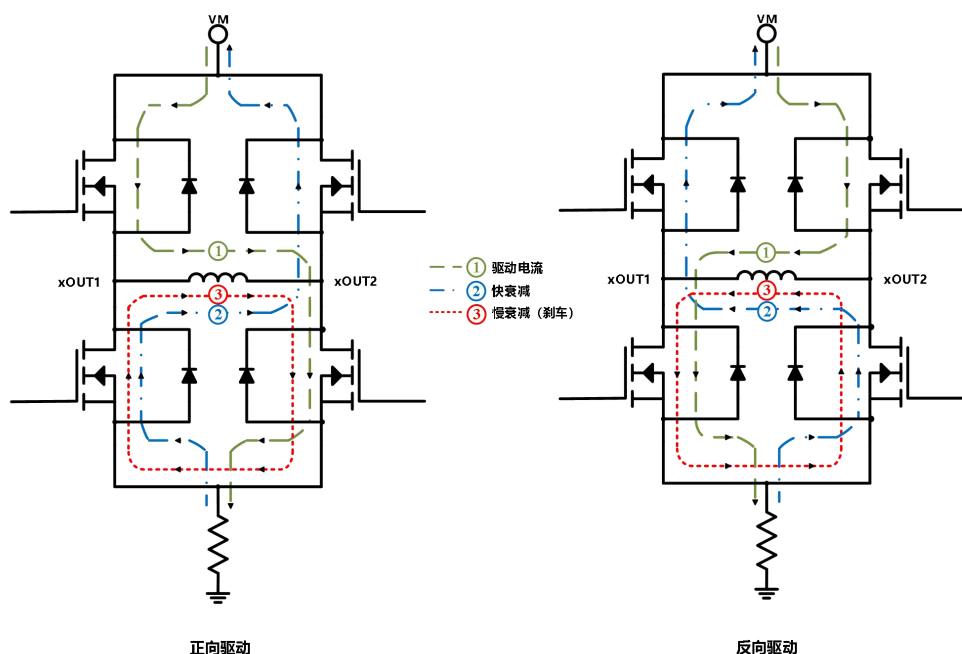 VM
VM
①
①
xOUT1
xOUT2
① 驱动电流
② 快衰减
③ 慢衰减（刹车）
xOUT1
xOUT2
③
②
③
②
正向驱动
反向驱动